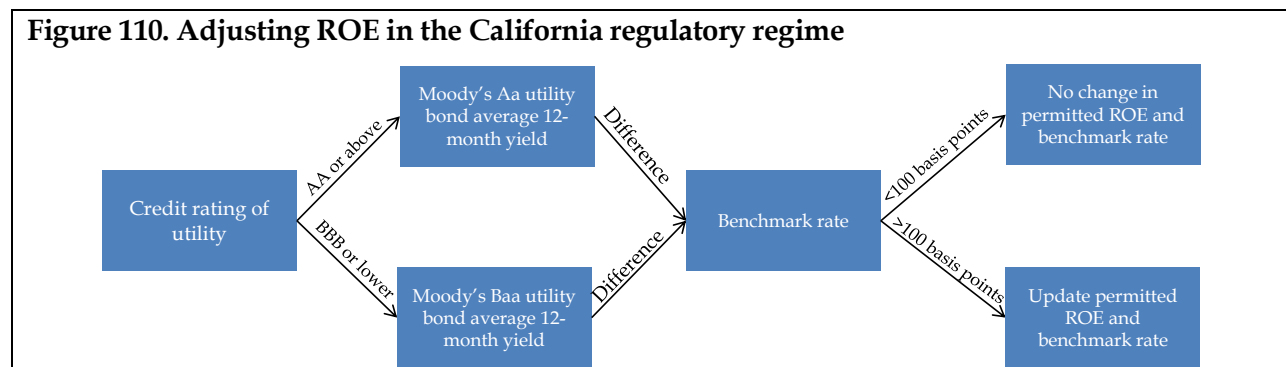 Figure 110. Adjusting ROE in the California regulatory regime
Credit rating of
utility
AA or above
BBB or lower
Moody's Aa utility
bond average 12-
month yield
Moody's Baa utility
bond average 12-
month yield
Difference
Difference
Benchmark rate
<100 basis points
>100 basis points
No change in
permitted ROE and
benchmark rate
Update permitted
ROE and
benchmark rate